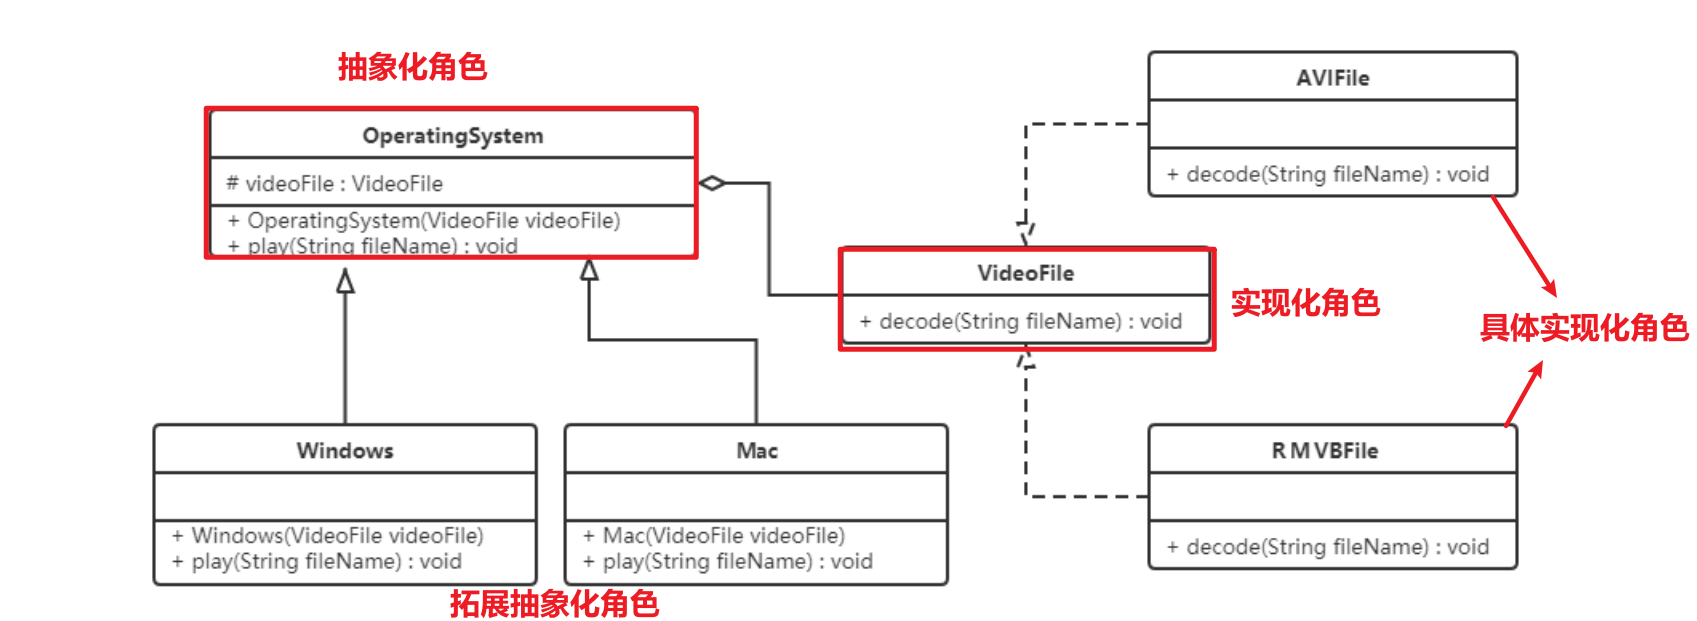 抽象化角色
OperatingSystem
# videoFile : VideoFile
+ OperatingSystem(VideoFile videoFile)
+ play(String fileName) : void
AVIFile
+ decode(String fileName) : void
VideoFile
+ decode(String fileName) : void
实现化角色
具体实现化角色
Windows
+ Windows(VideoFile videoFile)
+ play(String fileName) : void
Mac
+ Mac(VideoFile videoFile)
+ play(String fileName) : void
RMVBFile
+ decode(String fileName) : void
拓展抽象化角色